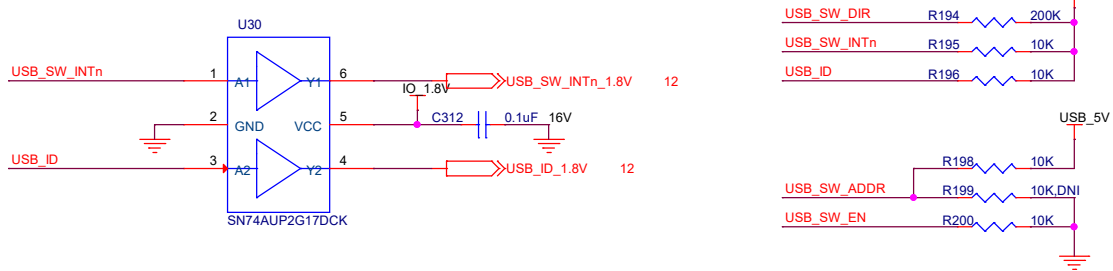 U30
USB_SW_INTn
1
A1
Y1
6
USB_SW_INTn_1.8V
12
IO_1.8V
2
GND
VCC
5
C312
0.1uF
16V
USB_ID
3
A2
Y2
4
USB_ID_1.8V
12
SN74AUP2G17DCK
USB_SW_DIR
R194
200K
USB_SW_INTn
R195
10K
USB_ID
R196
10K
USB_5V
R198
10K
USB_SW_ADDR
R199
10K,DNI
USB_SW_EN
R200
10K